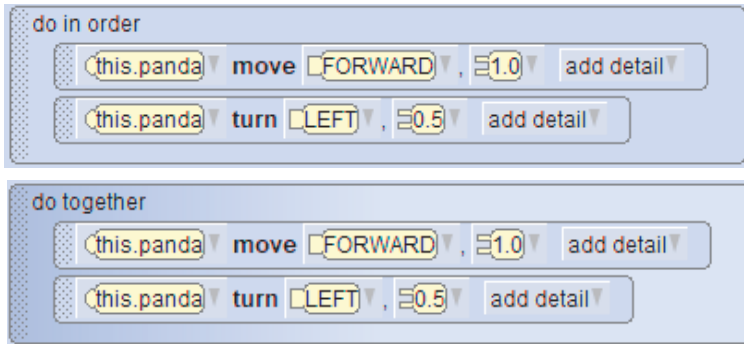 do in order
this.panda move FORWARD , 1.0 add detail
this.panda turn LEFT , 0.5 add detail
do together
this.panda move FORWARD , 1.0 add detail
this.panda turn LEFT , 0.5 add detail